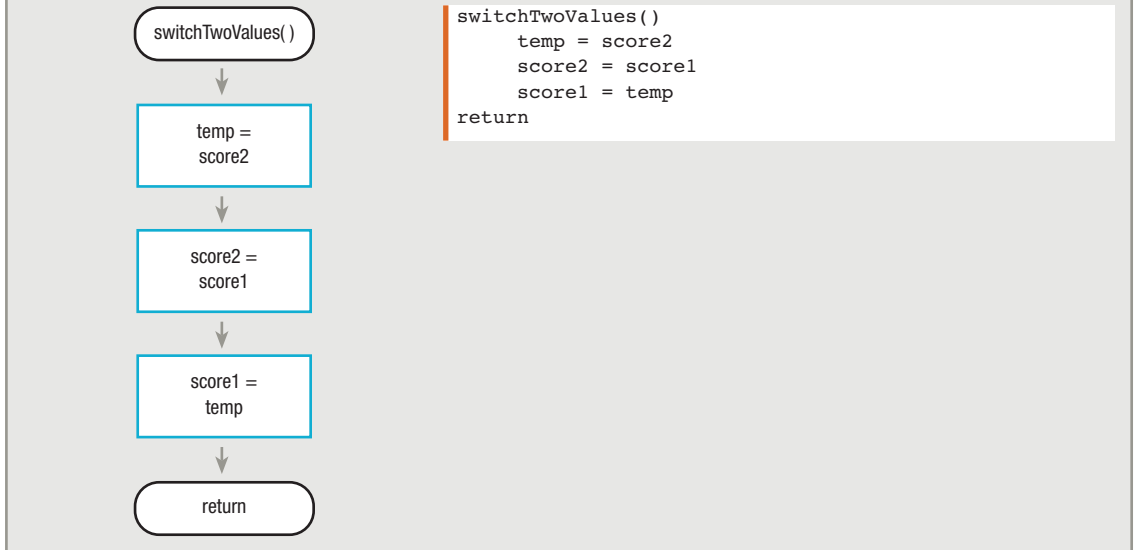 switchTwoValues( )
temp =
score2
score2 =
score1
score1 =
temp
return
switchTwoValues()
temp = score2
score2 = score1
score1 = temp
return